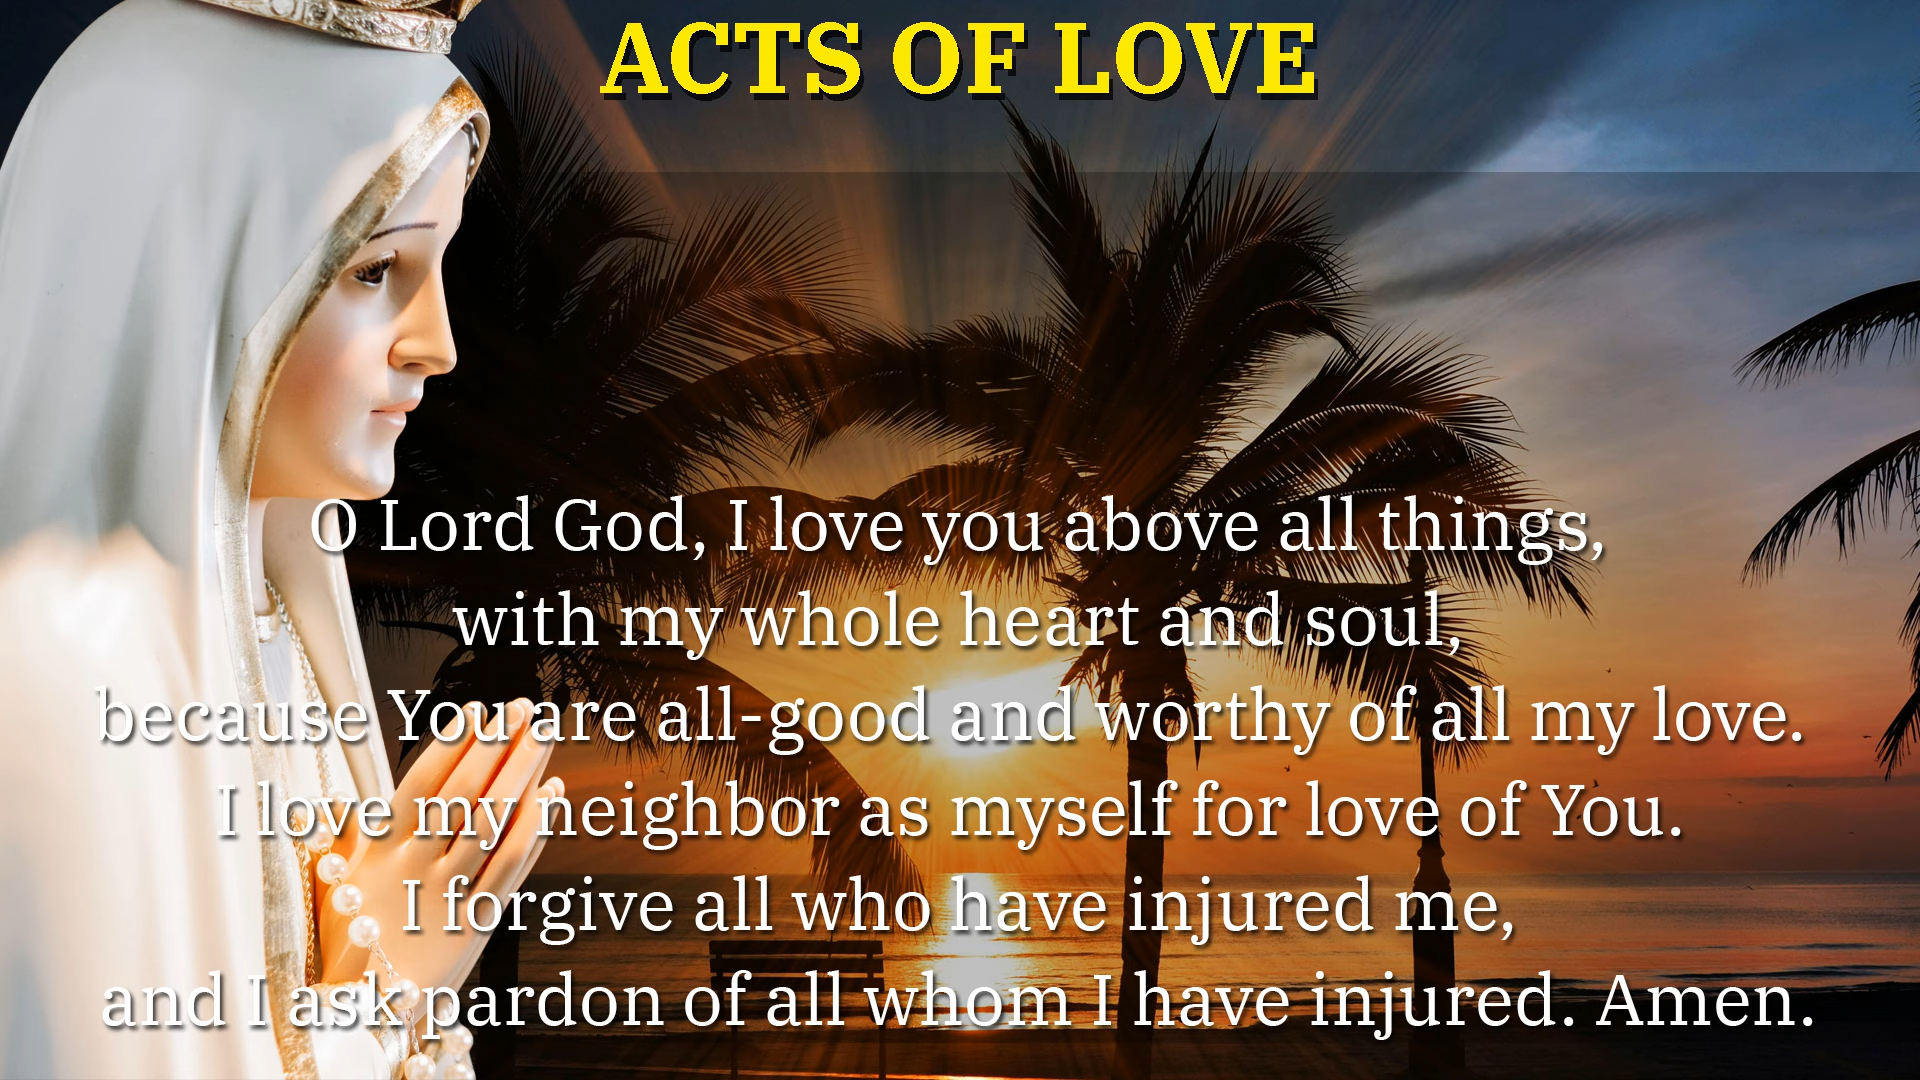 ACTS OF LOVE
O Lord God, I love you above all things,
with my whole heart and soul,
because You are all-good and worthy of all my love.
I love my neighbor as myself for love of You.
I forgive all who have injured me,
and I ask pardon of all whom I have injured. Amen.